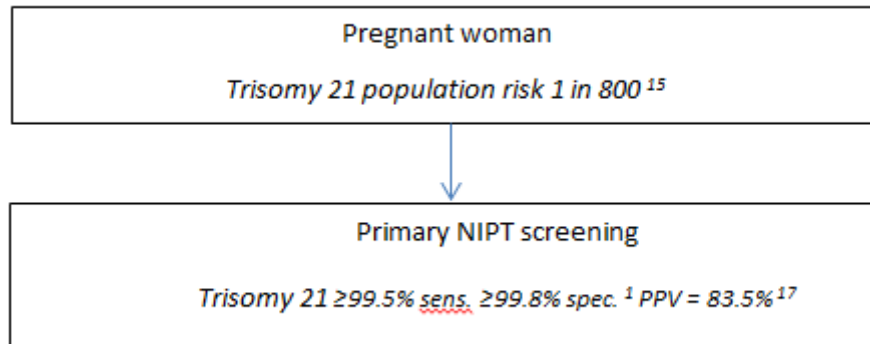 Pregnant woman
Trisomy 21 population risk 1 in 800 15
Primary NIPT screening
Trisomy 21 ≥99.5% sens. ≥99.8% spec. 1 PPV = 83.5% 17